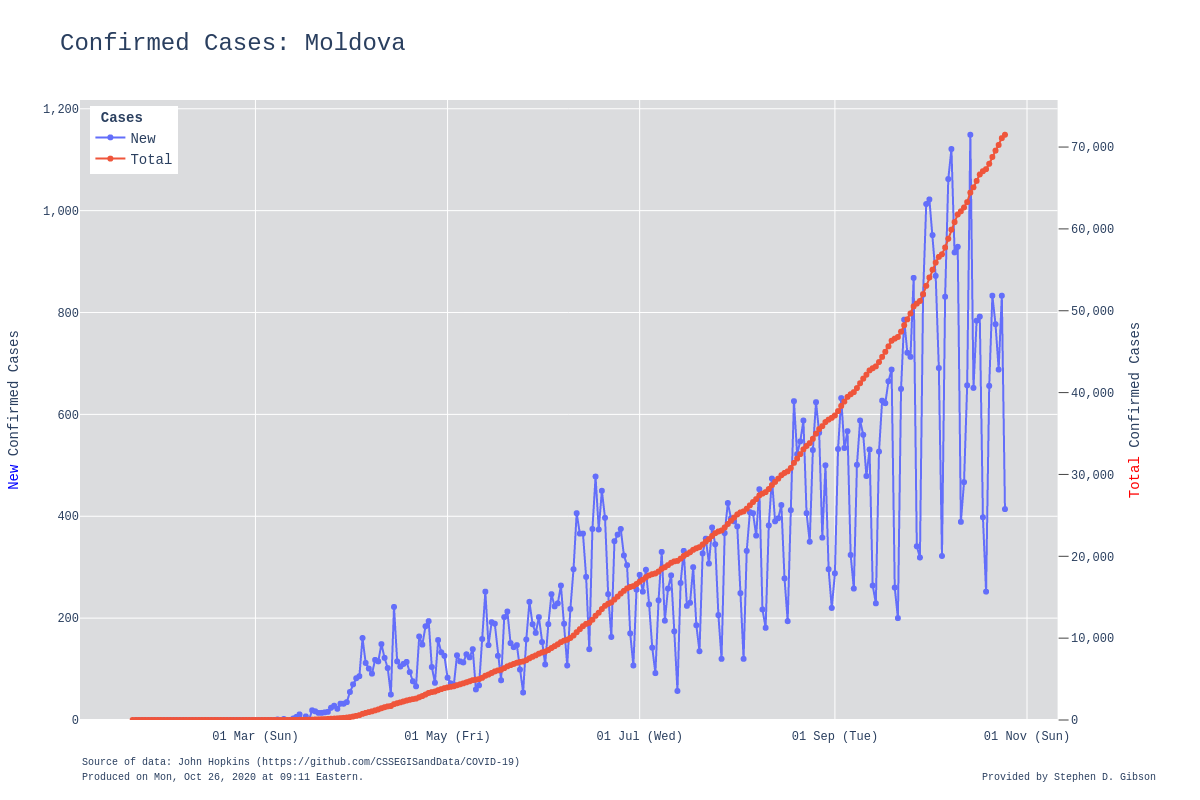 Confirmed Cases: Moldova
Cases
New
Total
1,200
1,000
800
600
400
200
0
70,000
60,000
50,000
40,000
30,000
20,000
10,000
0
New Confirmed Cases
Total Confirmed Cases
01 Mar (Sun)
01 May (Fri)
01 Jul (Wed)
01 Sep (Tue)
01 Nov (Sun)
Source of data: John Hopkins (https://github.com/CSSEGISandData/COVID-19)
Produced on Mon, Oct 26, 2020 at 09:11 Eastern.
Provided by Stephen D. Gibson